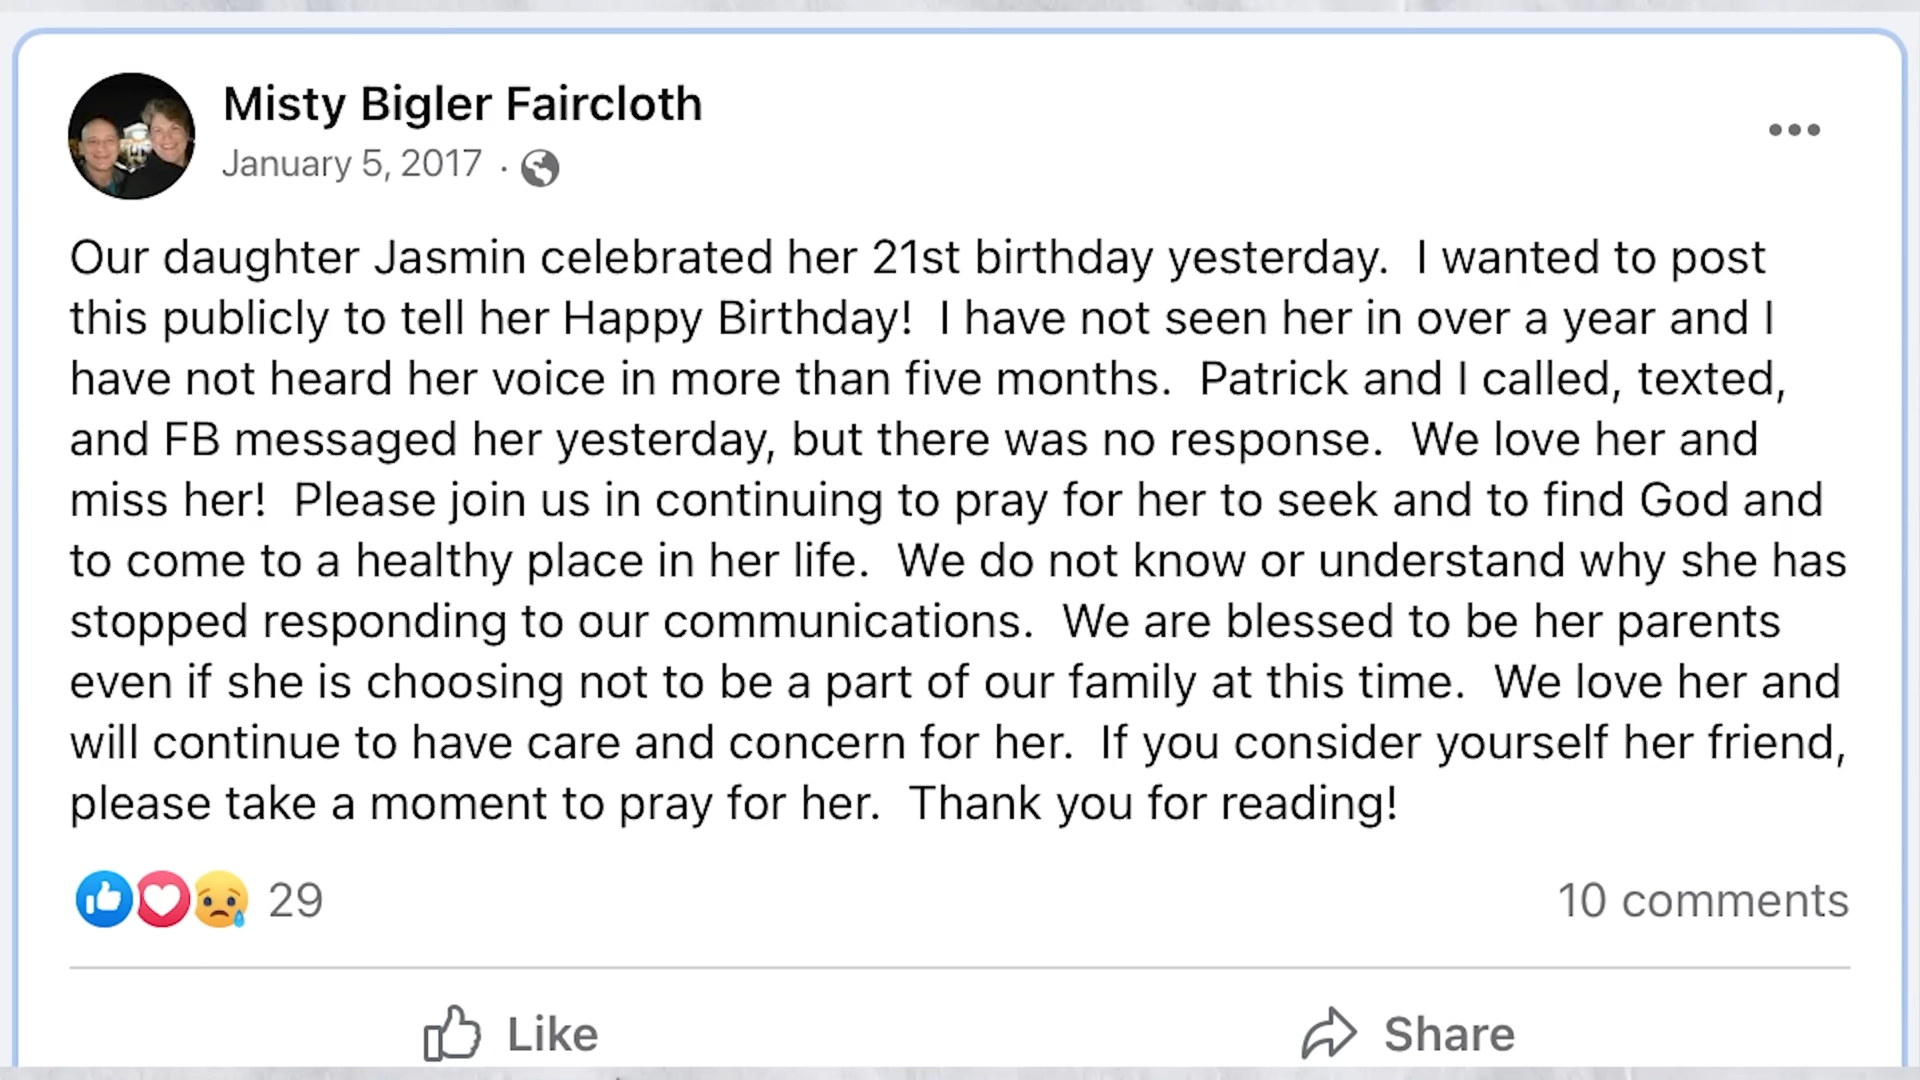 Misty Bigler Faircloth
January 5, 2017 ·
Our daughter Jasmin celebrated her 21st birthday yesterday.  I wanted to post
this publicly to tell her Happy Birthday!  I have not seen her in over a year and I
have not heard her voice in more than five months.  Patrick and I called, texted,
and FB messaged her yesterday, but there was no response.  We love her and
miss her!  Please join us in continuing to pray for her to seek and to find God and
to come to a healthy place in her life.  We do not know or understand why she has
stopped responding to our communications.  We are blessed to be her parents
even if she is choosing not to be a part of our family at this time.  We love her and
will continue to have care and concern for her.  If you consider yourself her friend,
please take a moment to pray for her.  Thank you for reading!
29 10 comments
Like Share